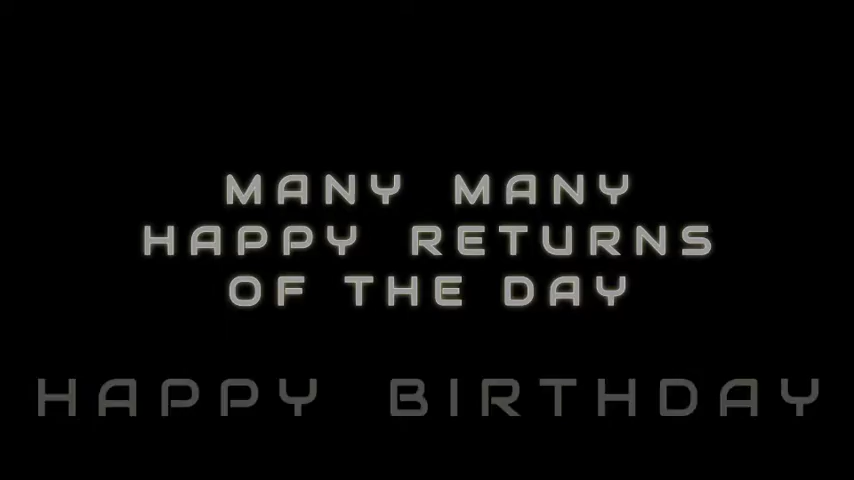 MANY MANY
HAPPY RETURNS
OF THE DAY
HAPPY BIRTHDAY